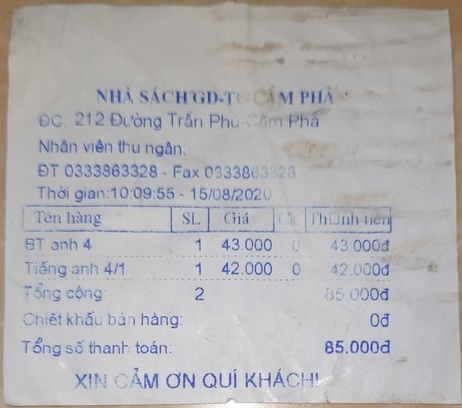 NHÀ SÁCH GD-TC CẨM PHẢ
ĐC: 212 Đường Trần Phú Cẩm Phả
Nhân viên thu ngân:
ĐT 0333863328 - Fax 0333863328
Thời gian:10:09:55 - 15/08/2020
Tên hàng SL Giá Ck Thành tiền
BT anh 4 1 43.000 0 43.000đ
Tiếng anh 4/1 1 42.000 0 42.000đ
Tổng cộng: 2 85.000đ
Chiết khấu bán hàng: 0đ
Tổng số thanh toán: 85.000đ
XIN CẢM ƠN QUÍ KHÁCH!